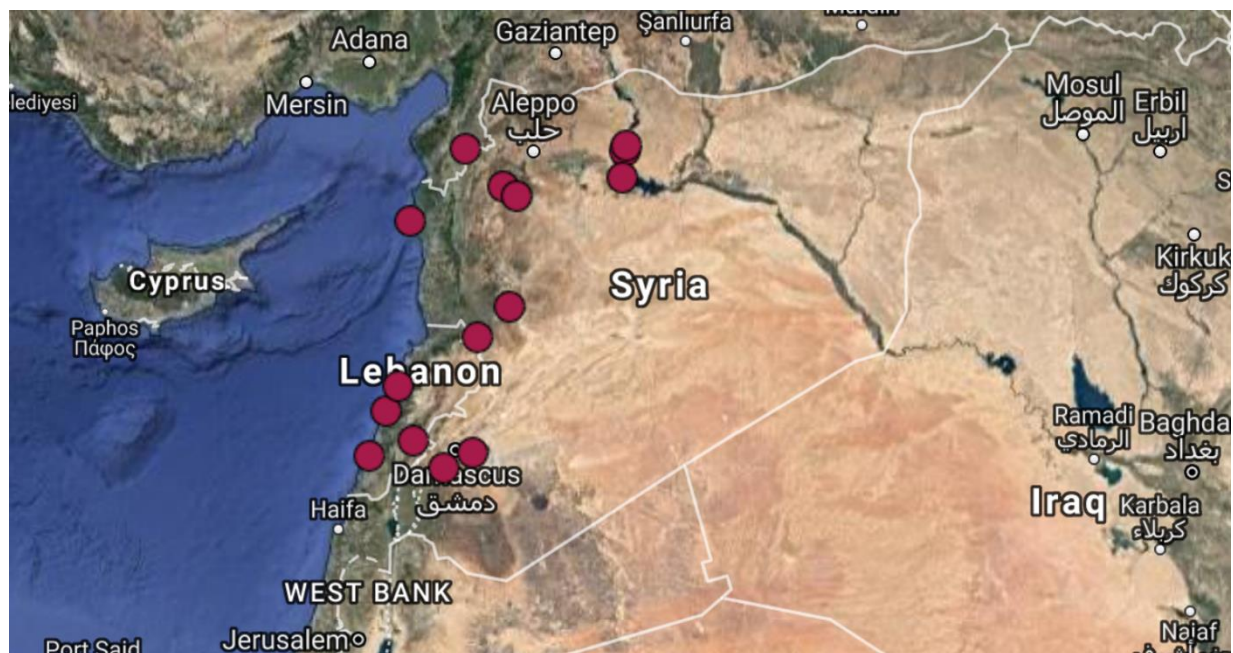 Gaziantep
Şanlıurfa
Adana
Mersin
lediyesi
Aleppo
حلب
Mosul
الموصل
Erbil
اربيل
S
Kirkuk
كركوك
Cyprus
Syria
Paphos
Πάφος
Lebanon
Ramadi
الرمادي
Baghda
بغداد
Damascus
دمشق
Haifa
Iraq
Karbala
كربلاء
WEST BANK
Jerusalem
Port Said
Najaf